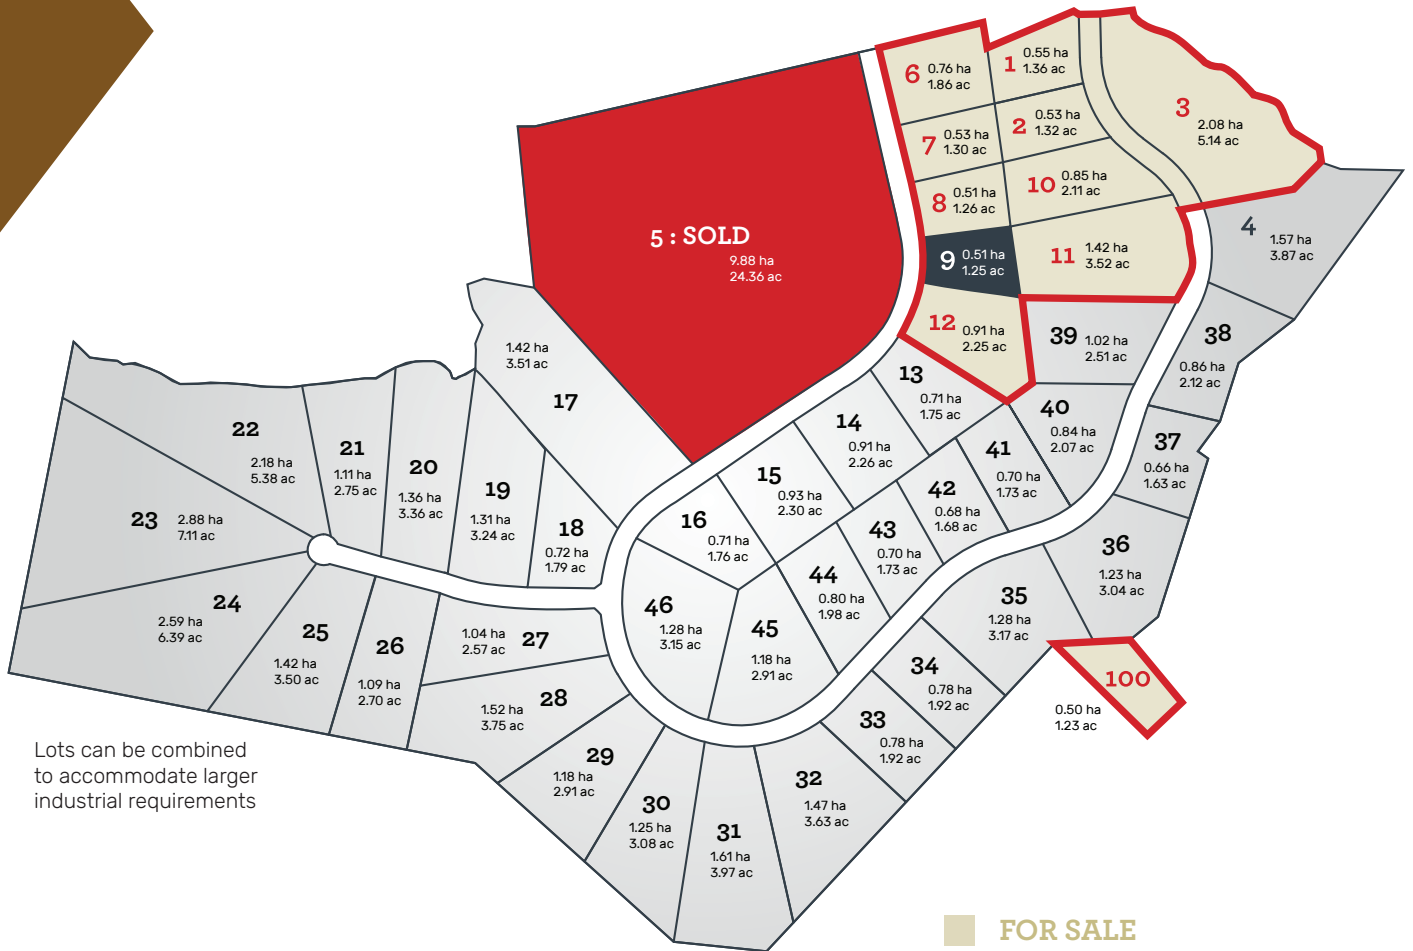 6
0.76 ha
1.86 ac
1
0.55 ha
1.36 ac
3
2.08 ha
5.14 ac
7
0.53 ha
1.30 ac
2
0.53 ha
1.32 ac
8
0.51 ha
1.26 ac
10
0.85 ha
2.11 ac
5 : SOLD
9.88 ha
24.36 ac
9
0.51 ha
1.25 ac
11
1.42 ha
3.52 ac
4
1.57 ha
3.87 ac
12
0.91 ha
2.25 ac
39
1.02 ha
2.51 ac
38
0.86 ha
2.12 ac
1.42 ha
3.51 ac
17
13
0.71 ha
1.75 ac
14
0.91 ha
2.26 ac
40
0.84 ha
2.07 ac
37
0.66 ha
1.63 ac
22
2.18 ha
5.38 ac
21
1.11 ha
2.75 ac
20
1.36 ha
3.36 ac
19
1.31 ha
3.24 ac
18
0.72 ha
1.79 ac
16
0.71 ha
1.76 ac
15
0.93 ha
2.30 ac
41
0.70 ha
1.73 ac
42
0.68 ha
1.68 ac
43
0.70 ha
1.73 ac
44
0.80 ha
1.98 ac
36
1.23 ha
3.04 ac
23
2.88 ha
7.11 ac
24
2.59 ha
6.39 ac
25
1.42 ha
3.50 ac
26
1.09 ha
2.70 ac
1.04 ha
2.57 ac
27
46
1.28 ha
3.15 ac
45
1.18 ha
2.91 ac
35
1.28 ha
3.17 ac
34
0.78 ha
1.92 ac
100
0.50 ha
1.23 ac
28
1.52 ha
3.75 ac
33
0.78 ha
1.92 ac
29
1.18 ha
2.91 ac
30
1.25 ha
3.08 ac
31
1.61 ha
3.97 ac
32
1.47 ha
3.63 ac
Lots can be combined
to accommodate larger
industrial requirements
FOR SALE